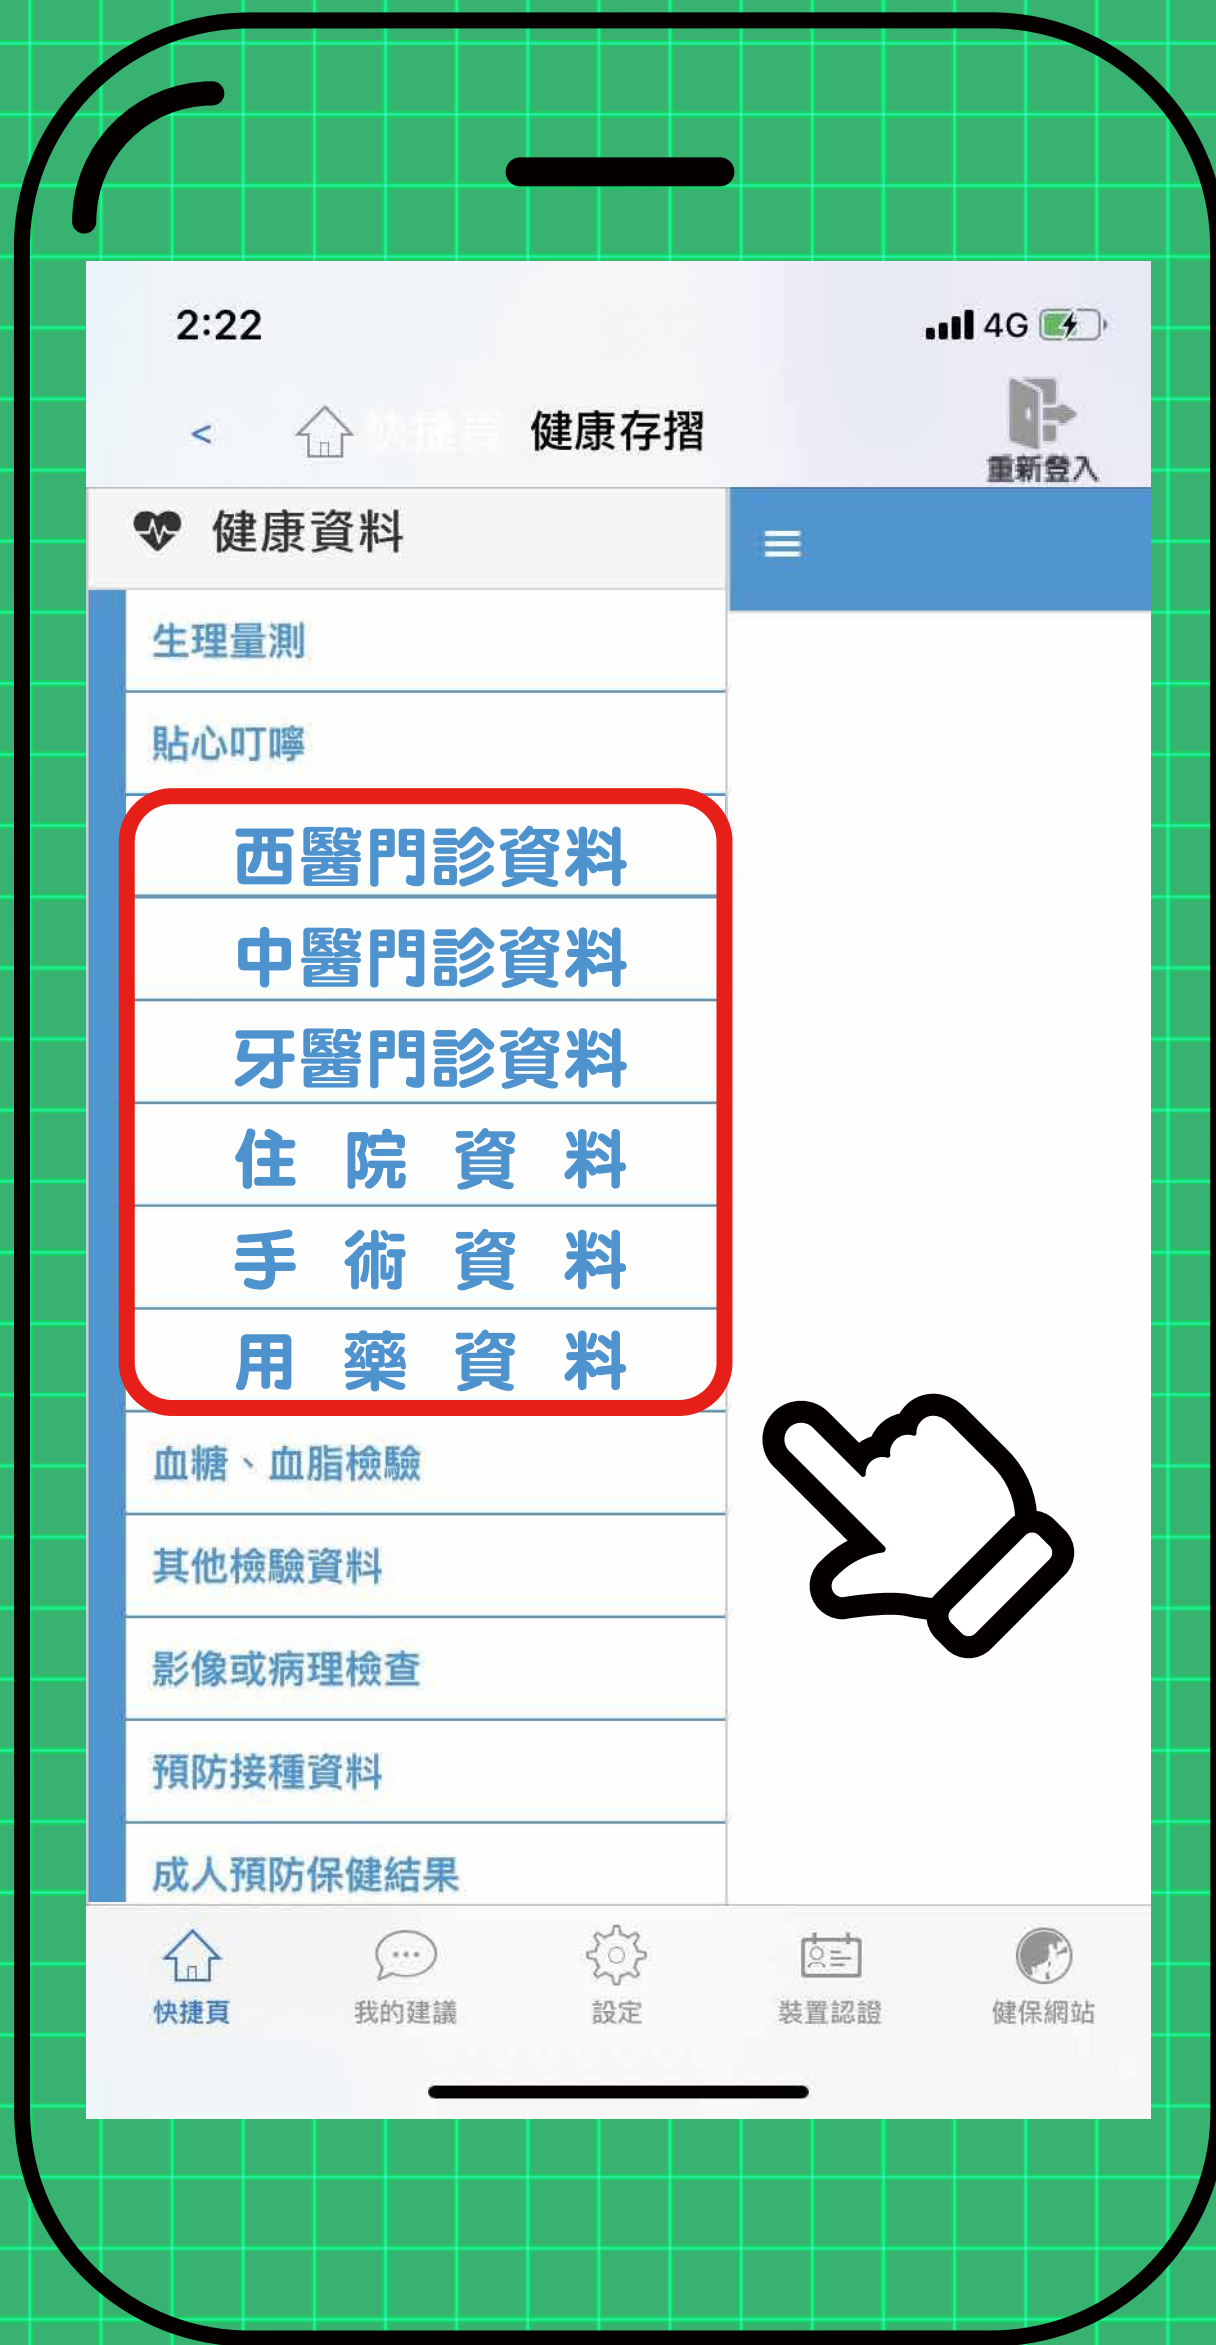 2:22 4G
< 快捷頁 健康存摺
重新登入
健康資料
生理量測
貼心叮嚀
西醫門診資料
中醫門診資料
牙醫門診資料
住院資料
手術資料
用藥資料
血糖、血脂檢驗
其他檢驗資料
影像或病理檢查
預防接種資料
成人預防保健結果
快捷頁 我的建議 設定 裝置認證 健保網站